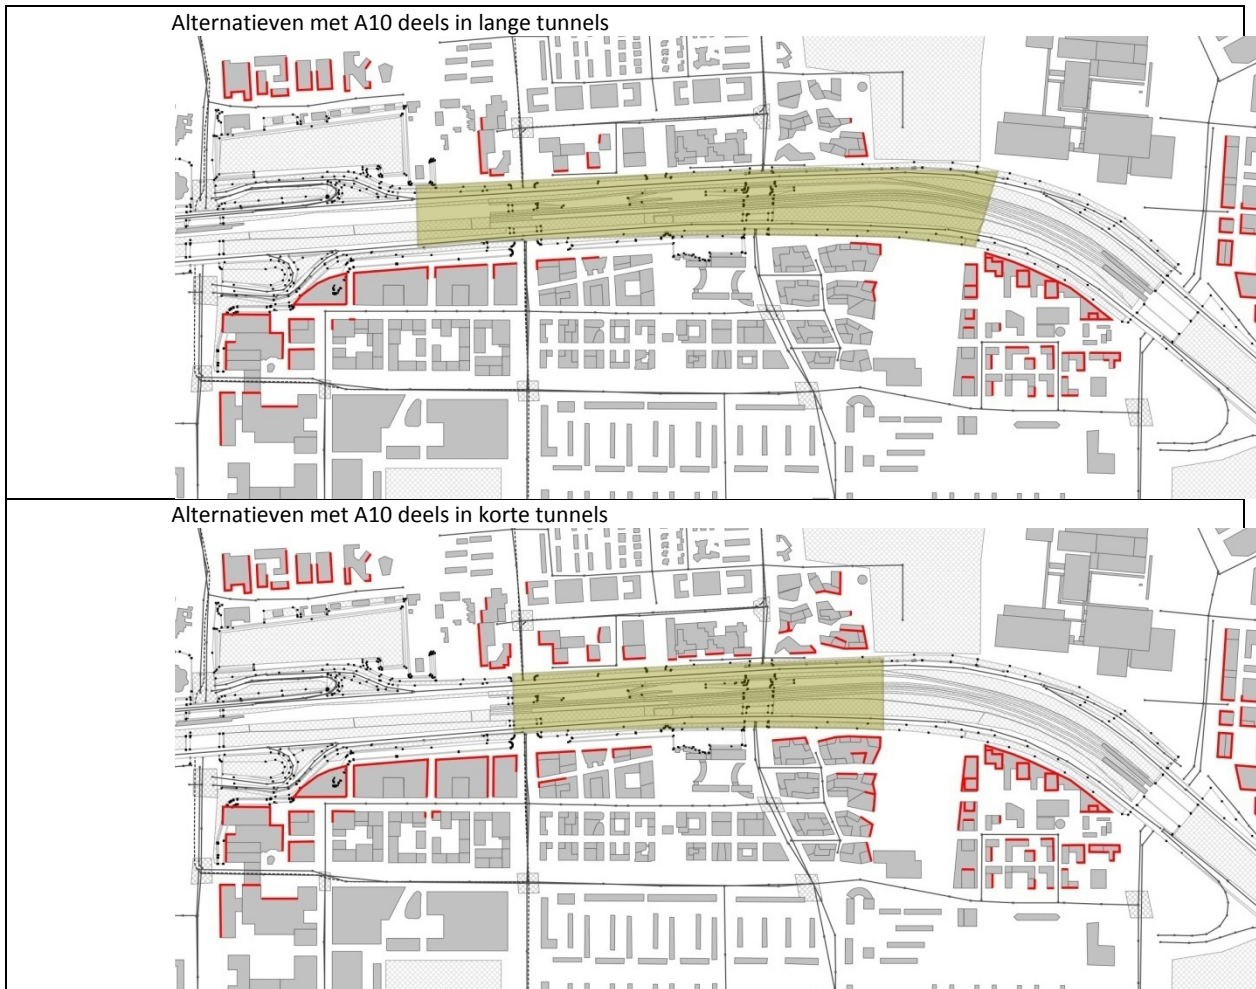 Alternatieven met A10 deels in lange tunnels
Alternatieven met A10 deels in korte tunnels